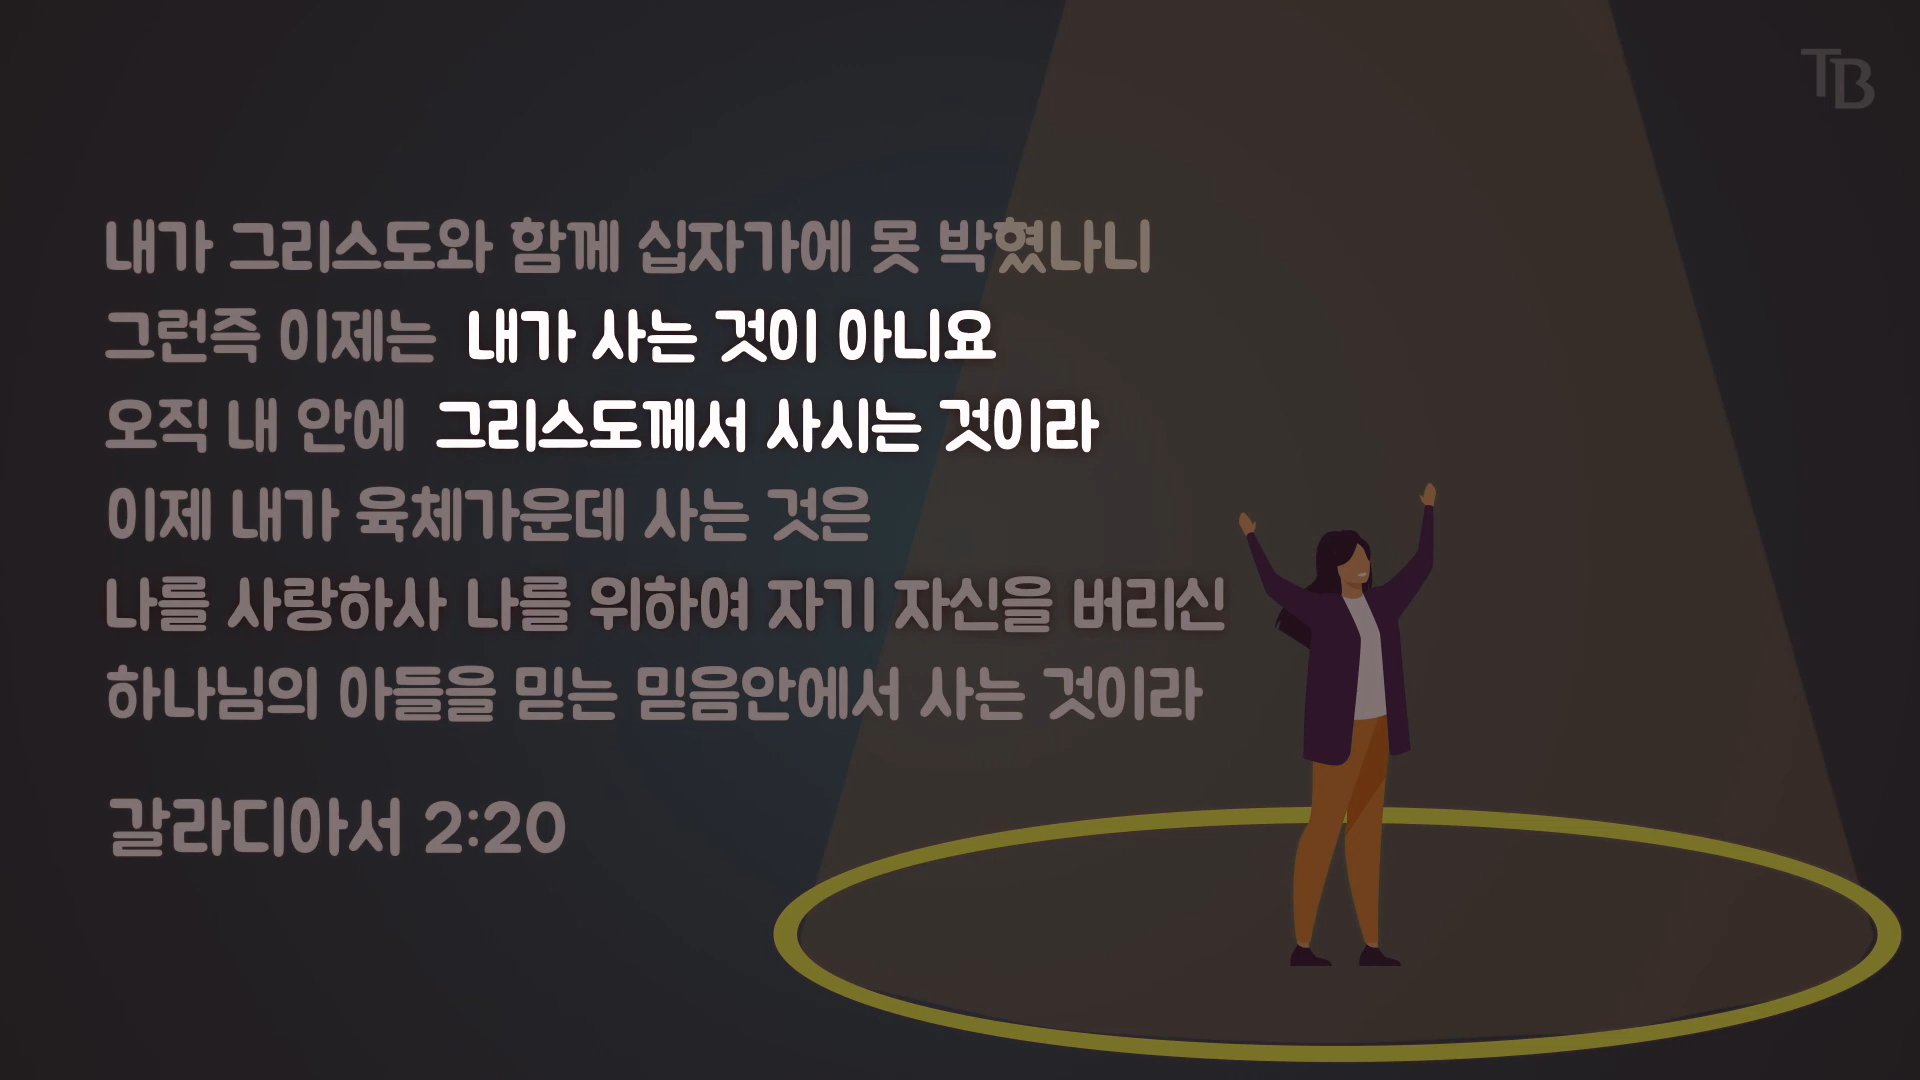 TB
내가 그리스도와 함께 십자가에 못 박혔나니
그런즉 이제는 내가 사는 것이 아니요
오직 내 안에 그리스도께서 사시는 것이라
이제 내가 육체가운데 사는 것은
나를 사랑하사 나를 위하여 자기 자신을 버리신
하나님의 아들을 믿는 믿음안에서 사는 것이라
갈라디아서 2:20